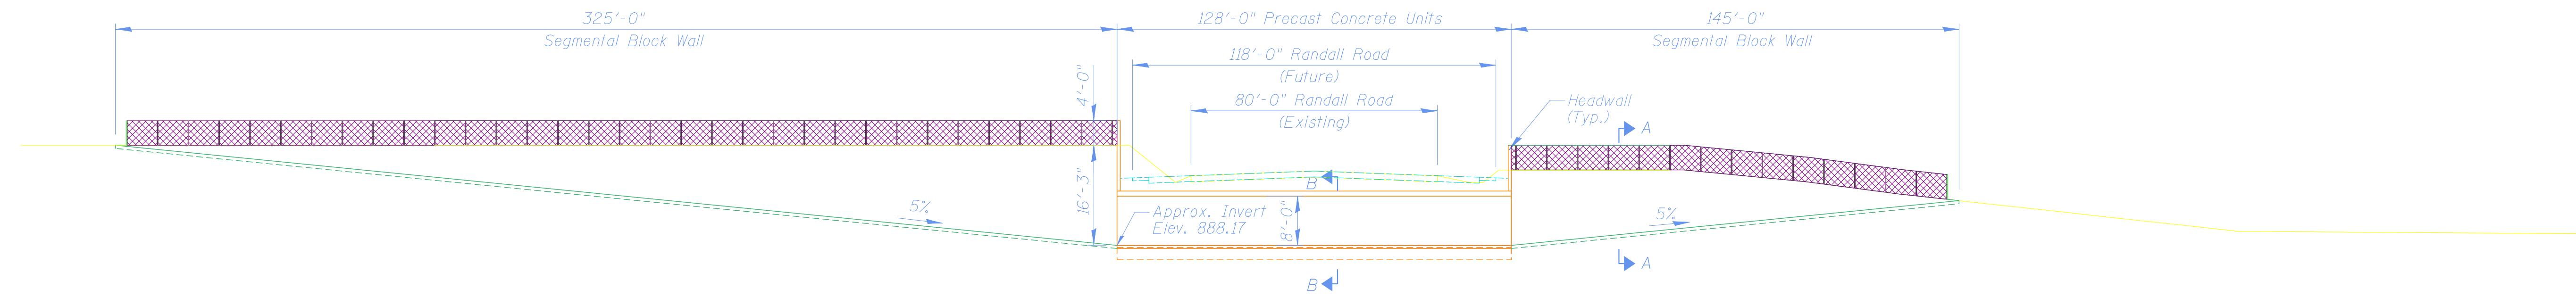 325'-0"
Segmental Block Wall
128'-0" Precast Concrete Units
145'-0"
Segmental Block Wall
118'-0" Randall Road
(Future)
80'-0" Randall Road
(Existing)
4'-0"
16'-3"
Headwall
(Typ.)
A
B
5%
Approx. Invert
Elev. 888.17
8'-0"
5%
A
B